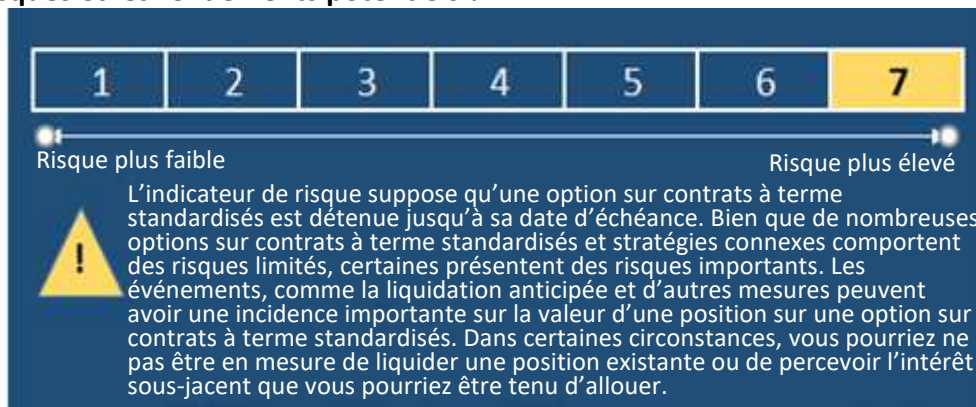 1 2 3 4 5 6 7
Risque plus faible Risque plus élevé
L’indicateur de risque suppose qu’une option sur contrats à terme
standardisés est détenue jusqu’à sa date d’échéance. Bien que de nombreuses
options sur contrats à terme standardisés et stratégies connexes comportent
! des risques limités, certaines présentent des risques importants. Les
événements, comme la liquidation anticipée et d’autres mesures peuvent
avoir une incidence importante sur la valeur d’une position sur une option sur
contrats à terme standardisés. Dans certaines circonstances, vous pourriez ne
pas être en mesure de liquider une position existante ou de percevoir l’intérêt
sous-jacent que vous pourriez être tenu d’allouer.